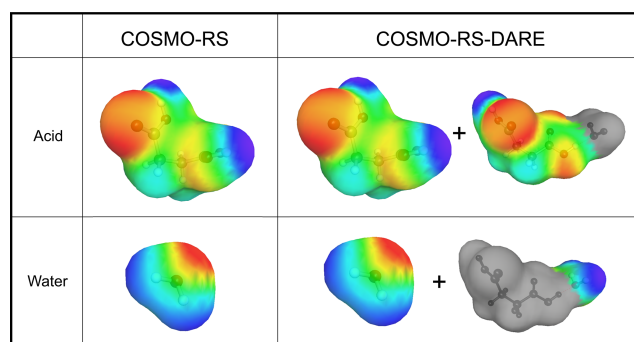 COSMO-RS COSMO-RS-DARE
Acid +
Water +